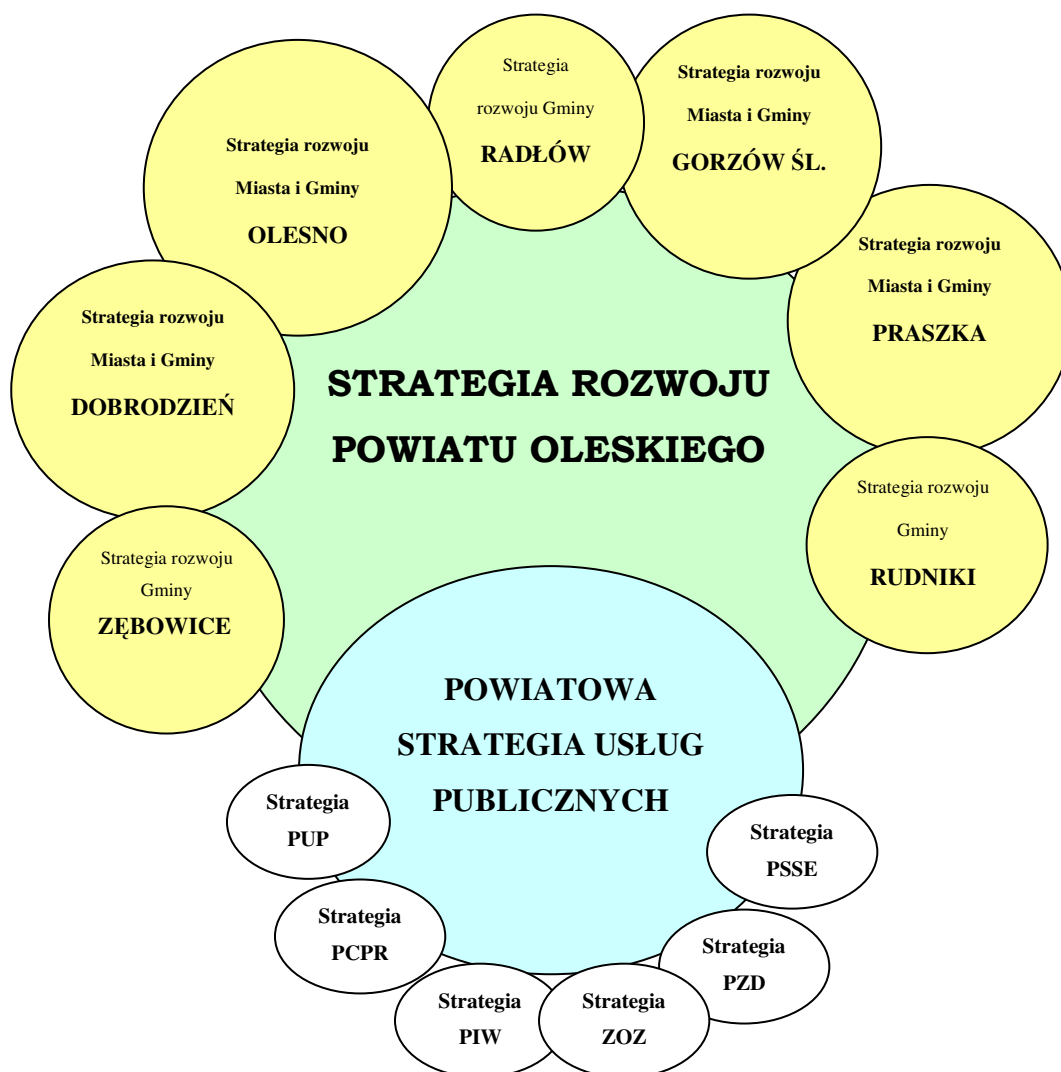 Strategia
rozwoju Gminy
RADŁÓW
Strategia rozwoju
Miasta i Gminy
GORZÓW ŚL.
Strategia rozwoju
Miasta i Gminy
OLESNO
Strategia rozwoju
Miasta i Gminy
PRASZKA
Strategia rozwoju
Miasta i Gminy
DOBRODZIEŃ
STRATEGIA ROZWOJU
POWIATU OLESKIEGO
Strategia rozwoju
Gminy
RUDNIKI
Strategia rozwoju
Gminy
ZĘBOWICE
POWIATOWA
STRATEGIA USŁUG
PUBLICZNYCH
Strategia
PUP
Strategia
PSSE
Strategia
PCPR
Strategia
PZD
Strategia
PIW
Strategia
ZOZ